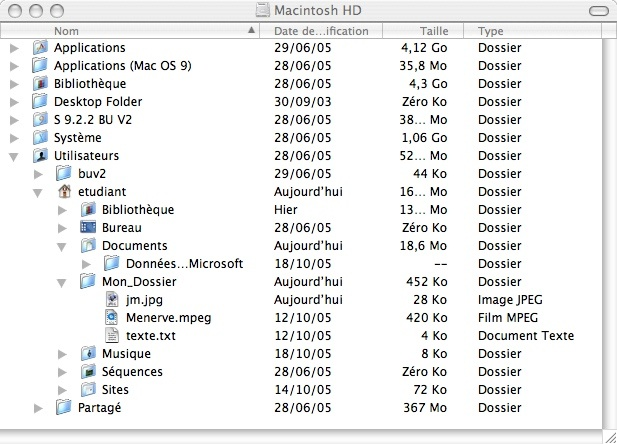 Macintosh HD
Nom Date de...ification Taille Type
Applications 29/06/05 4,12 Go Dossier
Applications (Mac OS 9) 28/06/05 35,8 Mo Dossier
Bibliothèque 28/06/05 4,3 Go Dossier
Desktop Folder 30/09/03 Zéro Ko Dossier
S 9.2.2 BU V2 28/06/05 38... Mo Dossier
Système 28/06/05 1,06 Go Dossier
Utilisateurs 28/06/05 52... Mo Dossier
buv2 29/06/05 44 Ko Dossier
etudiant Aujourd'hui 16... Mo Dossier
Bibliothèque Hier 13... Mo Dossier
Bureau 28/06/05 Zéro Ko Dossier
Documents Aujourd'hui 18,6 Mo Dossier
Données...Microsoft 18/10/05 -- Dossier
Mon_Dossier Aujourd'hui 452 Ko Dossier
jm.jpg Aujourd'hui 28 Ko Image JPEG
Menerve.mpeg 12/10/05 420 Ko Film MPEG
texte.txt 12/10/05 4 Ko Document Texte
Musique 18/10/05 8 Ko Dossier
Séquences 28/06/05 Zéro Ko Dossier
Sites 14/10/05 72 Ko Dossier
Partagé 28/06/05 367 Mo Dossier